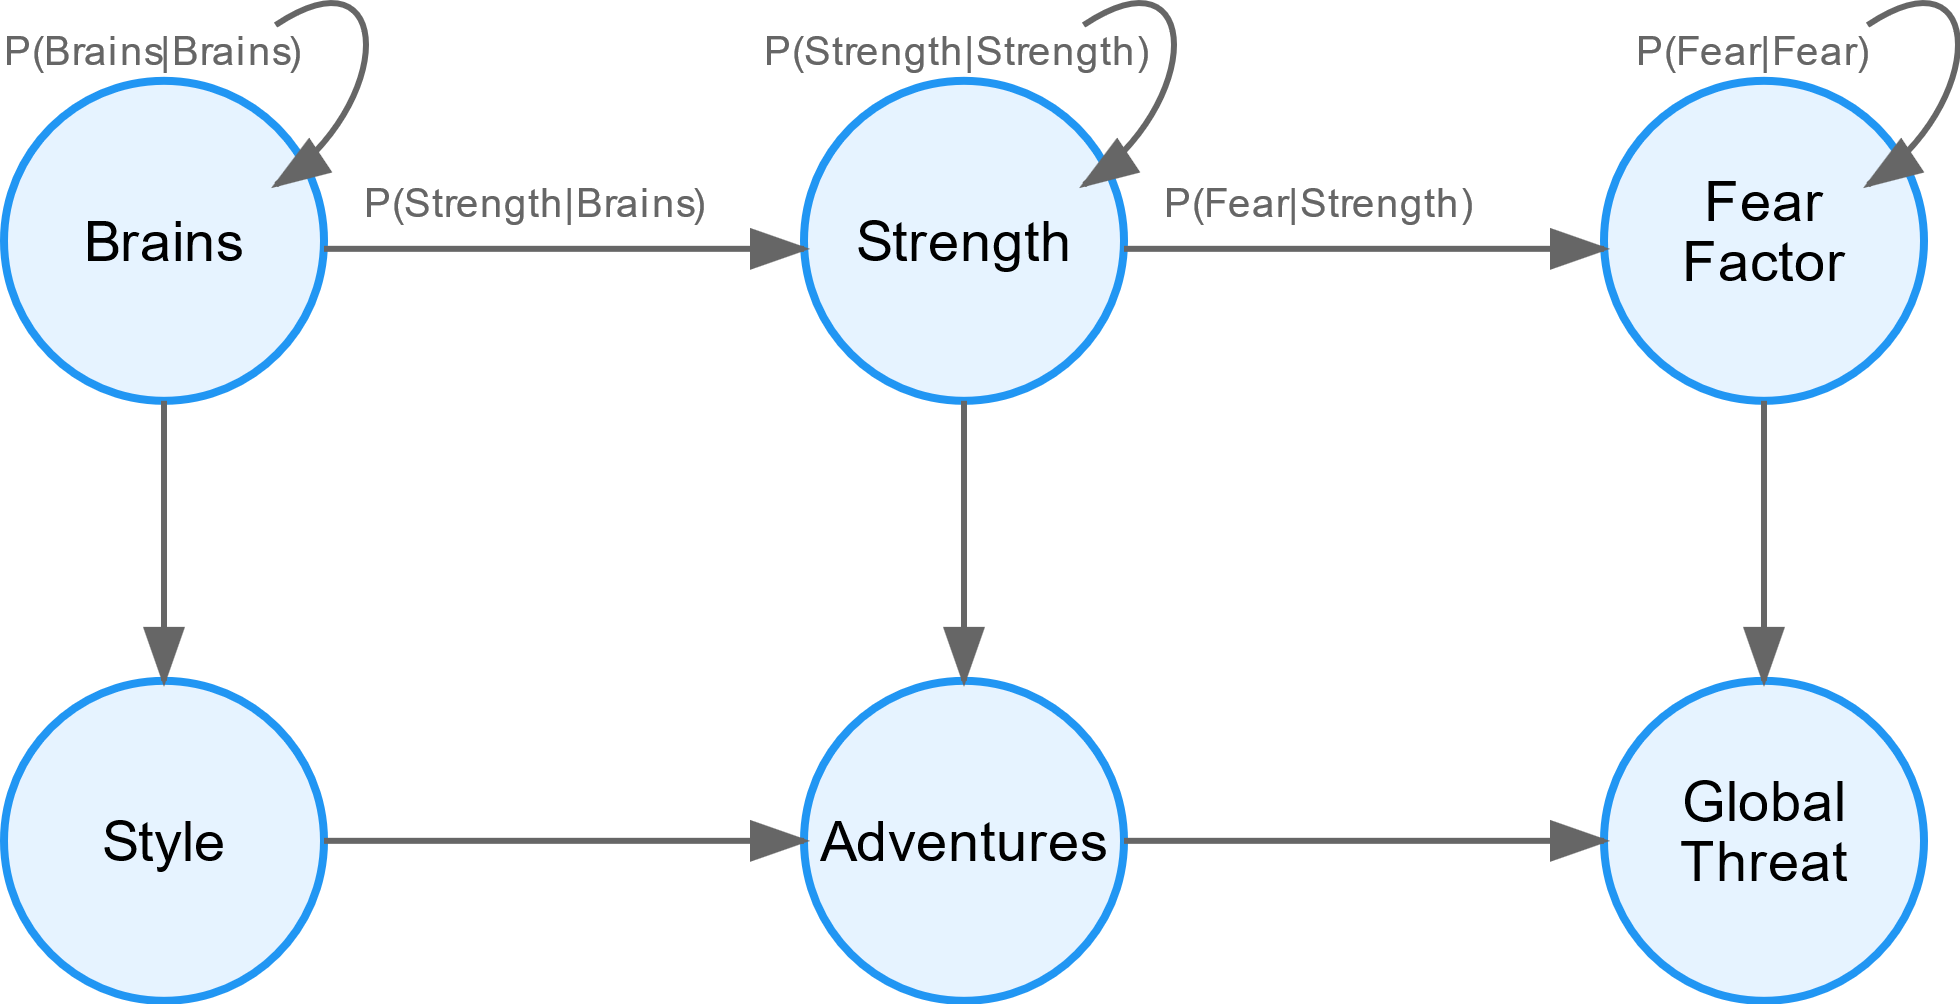 P(Brains|Brains)
P(Strength|Strength)
P(Fear|Fear)
P(Strength|Brains)
P(Fear|Strength)
Brains
Strength
Fear
Factor
Style
Adventures
Global
Threat